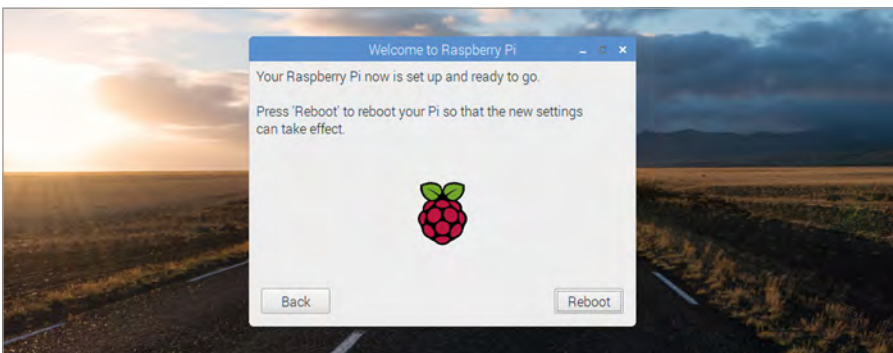 Welcome to Raspberry Pi
Your Raspberry Pi now is set up and ready to go.
Press 'Reboot' to reboot your Pi so that the new settings
can take effect.
Back
Reboot